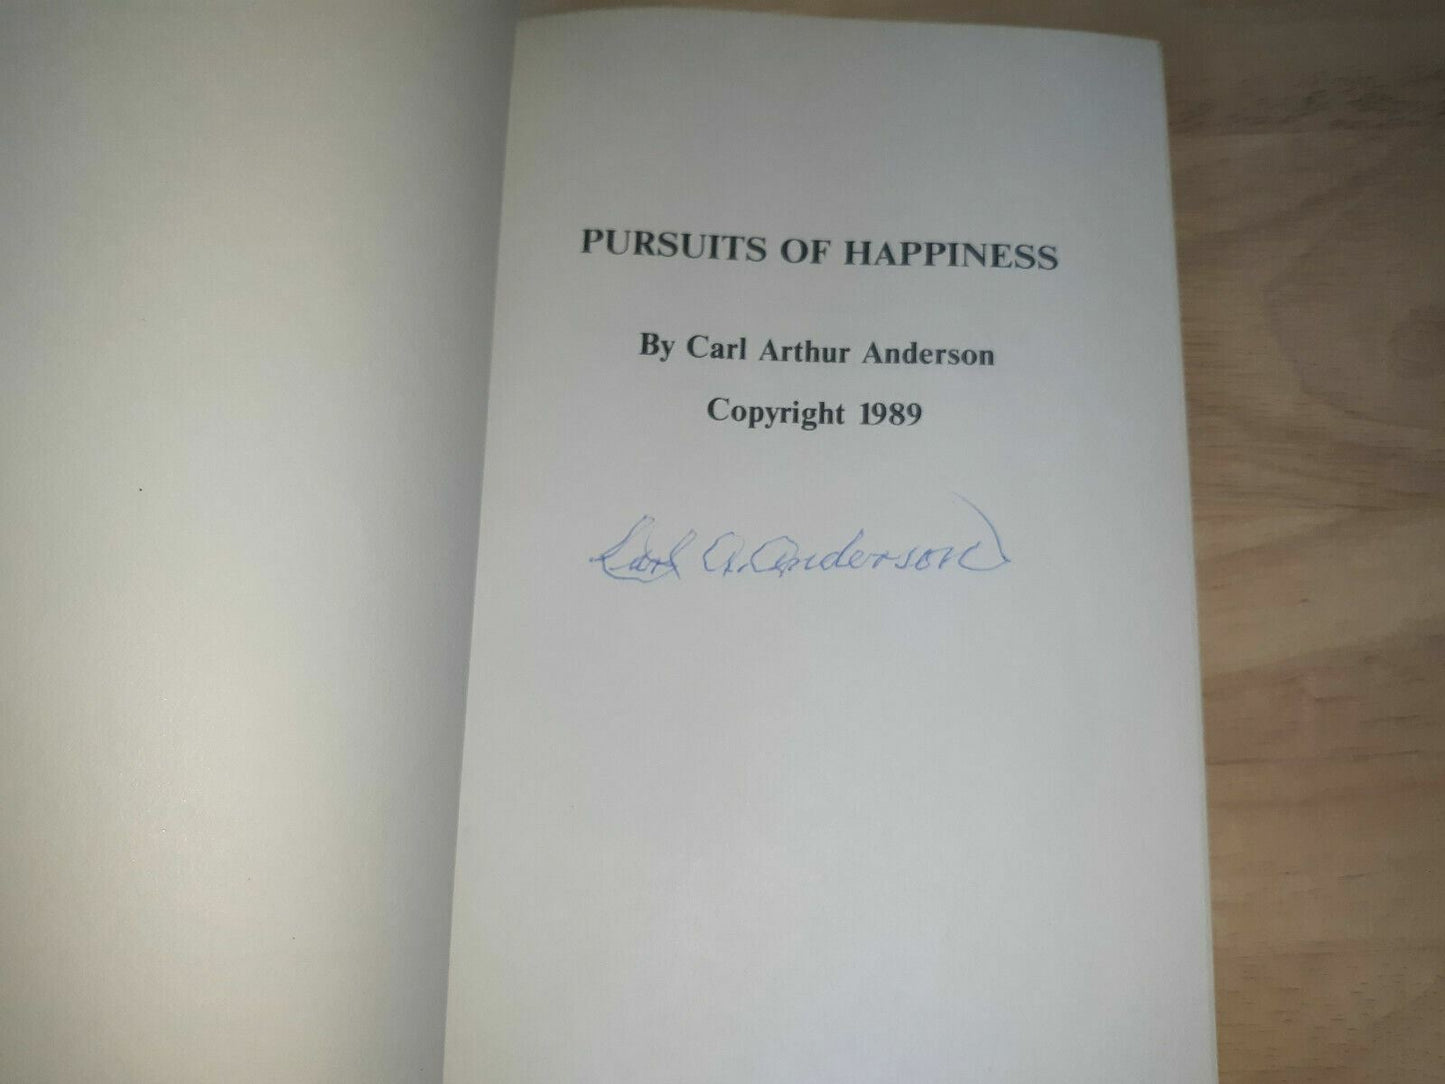 PURSUITS OF HAPPINESS
By Carl Arthur Anderson
Copyright 1989
Carl A. Anderson